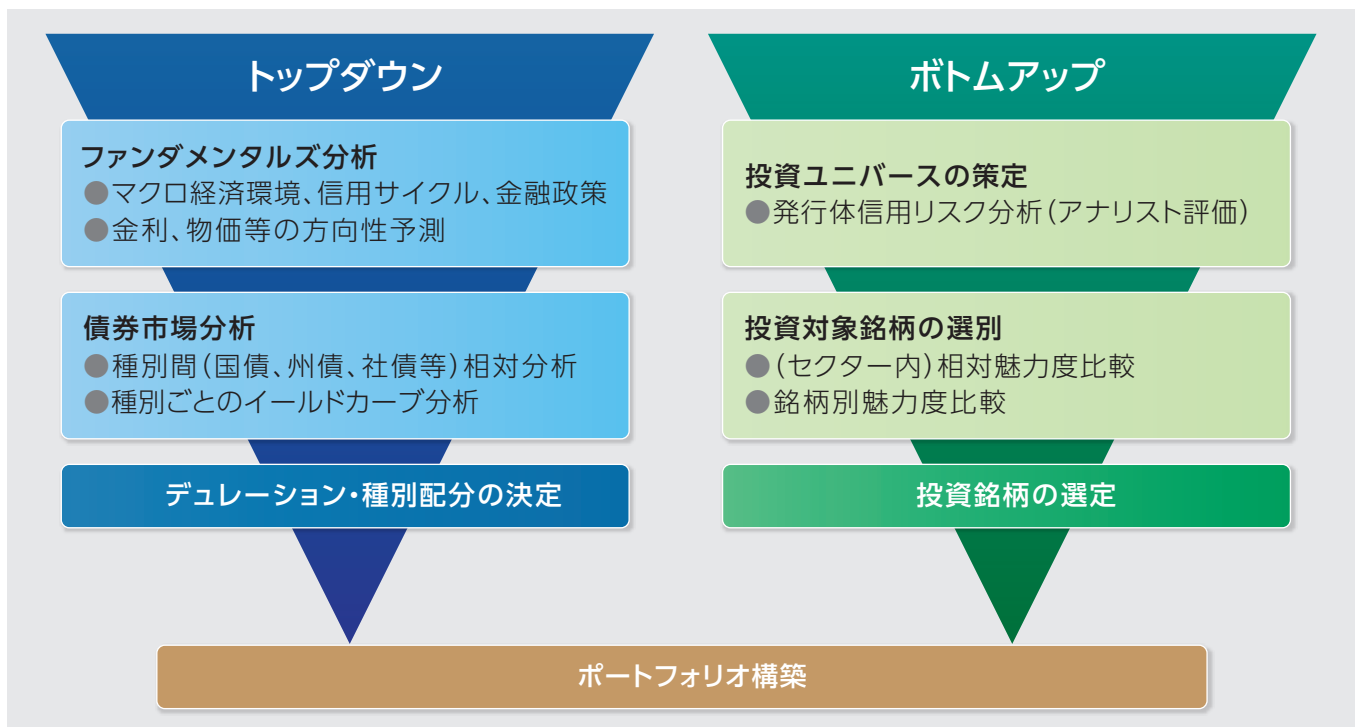 トップダウン
ファンダメンタルズ分析
●マクロ経済環境、信用サイクル、金融政策
●金利、物価等の方向性予測
債券市場分析
●種別間(国債、州債、社債等)相対分析
●種別ごとのイールドカーブ分析
デュレーション・種別配分の決定
ボトムアップ
投資ユニバースの策定
●発行体信用リスク分析(アナリスト評価)
投資対象銘柄の選別
●(セクター内)相対魅力度比較
●銘柄別魅力度比較
投資銘柄の選定
ポートフォリオ構築